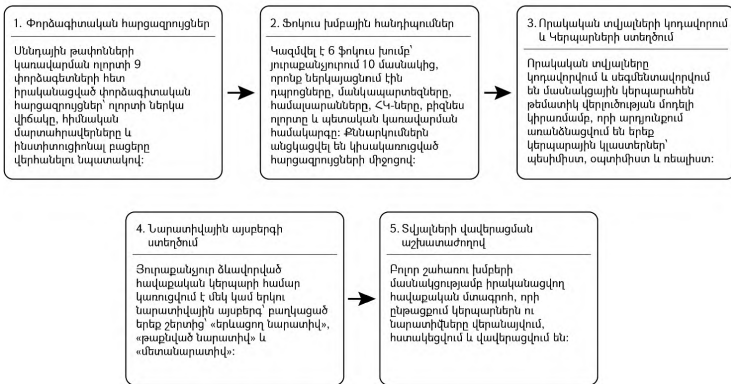 1. Փորձագիտական հարցազրույցներ
Սննդային թափոնների
կառավարման ոլորտի 9
փորձագետների հետ
իրականացված փորձագիտական
հարցազրույցներ՝ ոլորտի ներկա
վիճակը, հիմնական
մարտահրավերները և
ինստիտուցիոնալ բացերը
վերհանելու նպատակով:
2. Ֆոկուս խմբային հանդիպումներ
Կազմվել է 6 ֆոկուս խումբ՝
յուրաքանչյուրում 10 մասնակից,
որոնք ներկայացնում էին
դպրոցները, մանկապարտեզները,
համալսարանները, ՀԿ-ները, բիզնես
ոլորտը և պետական կառավարման
համակարգը: Քննարկումներն
անցկացվել են կիսակառուցված
հարցազրույցների միջոցով:
3. Որակական տվյալների կոդավորում
և Կերպարների ստեղծում
Որակական տվյալները
կոդավորվում և սեգմենտավորվում
են մասնակցային կերպարահեն
թեմատիկ վերլուծության մոդելի
կիրառմամբ, որի արդյունքում
առանձնացվում են երեք
կերպարային կլաստերներ՝
պեսիմիստ, օպտիմիստ և ռեալիստ:
4. Նարատիվային այսբերգի
ստեղծում
Յուրաքանչյուր ձևավորված
հավաքական կերպարի համար
կառուցվում է մեկ կամ երկու
նարատիվային այսբերգ՝ բաղկացած
երեք շերտից՝ «երևացող նարատիվ»,
«թաքնված նարատիվ» և
«մետանարատիվ»:
5. Տվյալների վավերացման
աշխատաժողով
Բոլոր շահառու խմբերի
մասնակցությամբ իրականացվող
հավաքական մտագրոհ, որի
ընթացքում կերպարներն ու
նարատիվները վերանայվում,
հստակեցվում և վավերացվում են: